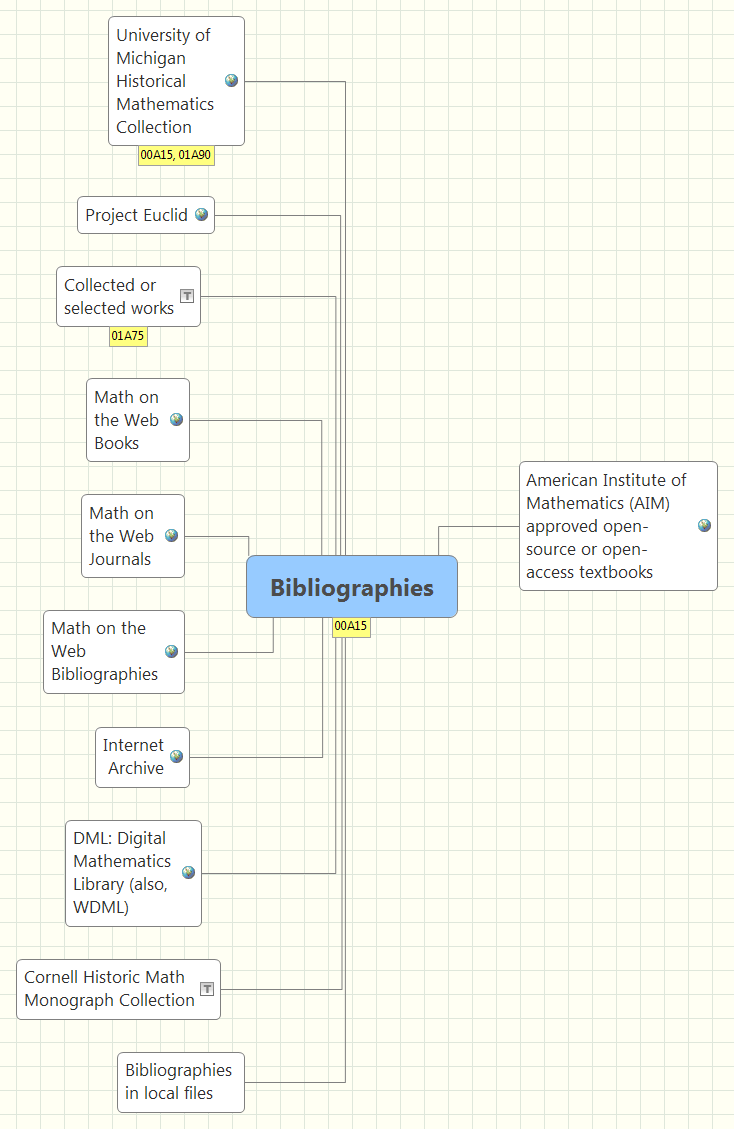 University of
Michigan
Historical
Mathematics
Collection
00A15, 01A90
Project Euclid
Collected or
selected works
T
01A75
Math on
the Web
Books
Math on
the Web
Journals
Math on the
Web
Bibliographies
Internet
Archive
DML: Digital
Mathematics
Library (also,
WDML)
Cornell Historic Math
Monograph Collection
T
Bibliographies
in local files
Bibliographies
00A15
American Institute of
Mathematics (AIM)
approved open-
source or open-
access textbooks